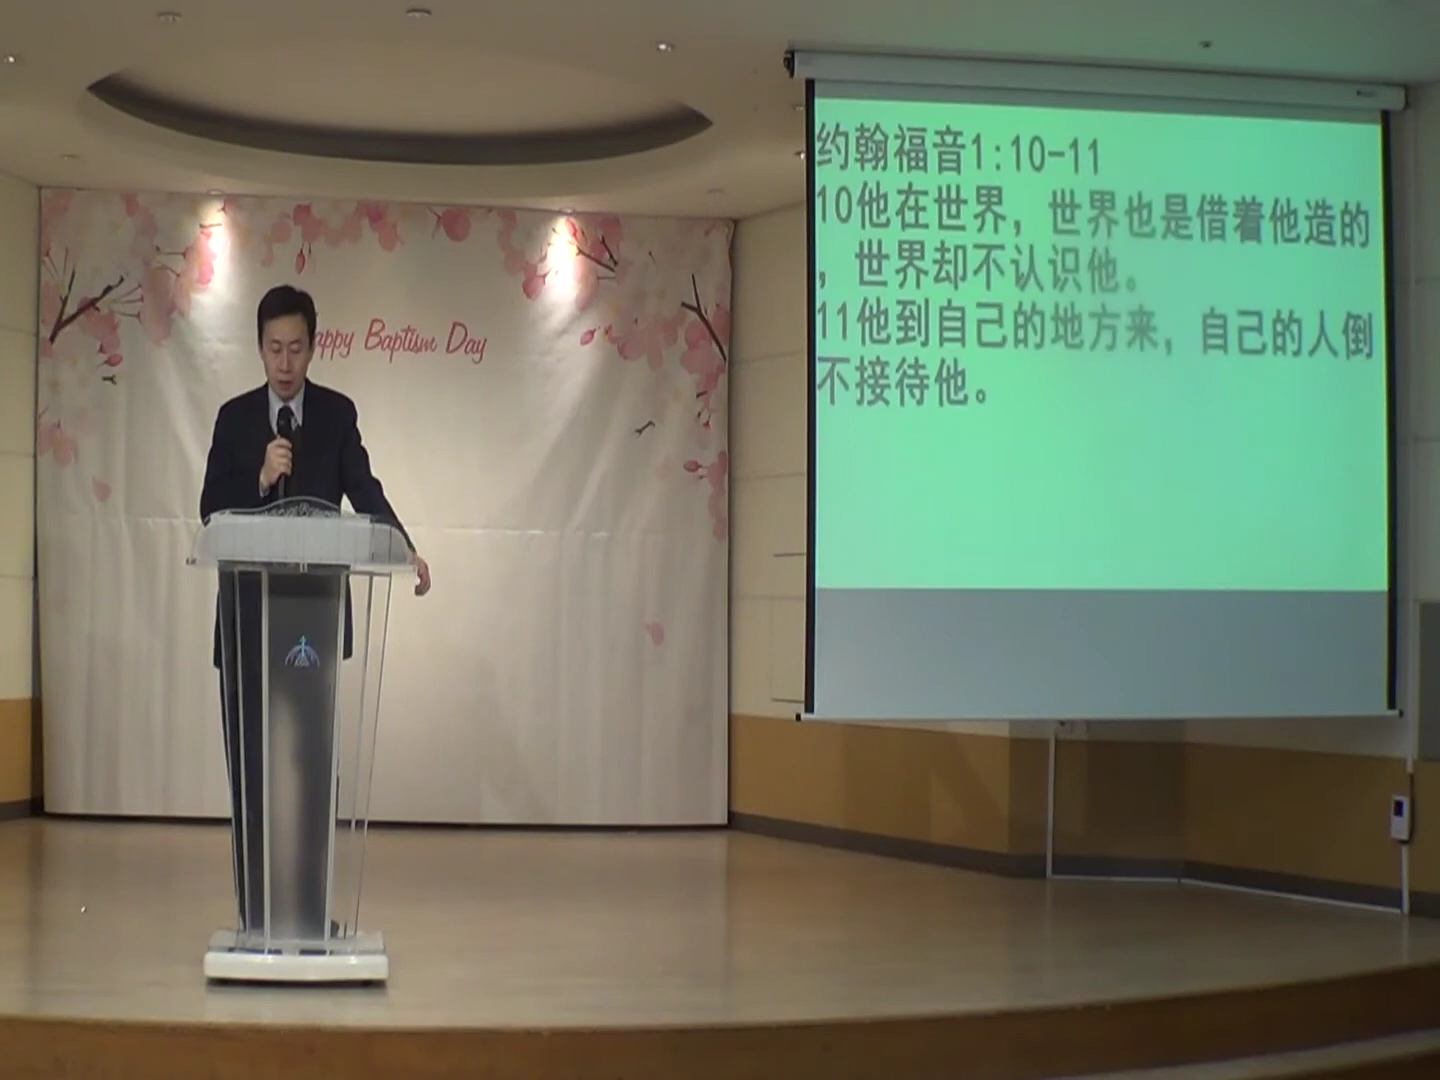 Happy Baptism Day
约翰福音1:10-11
10他在世界，世界也是借着他造的
，世界却不认识他。
11他到自己的地方来，自己的人倒
不接待他。